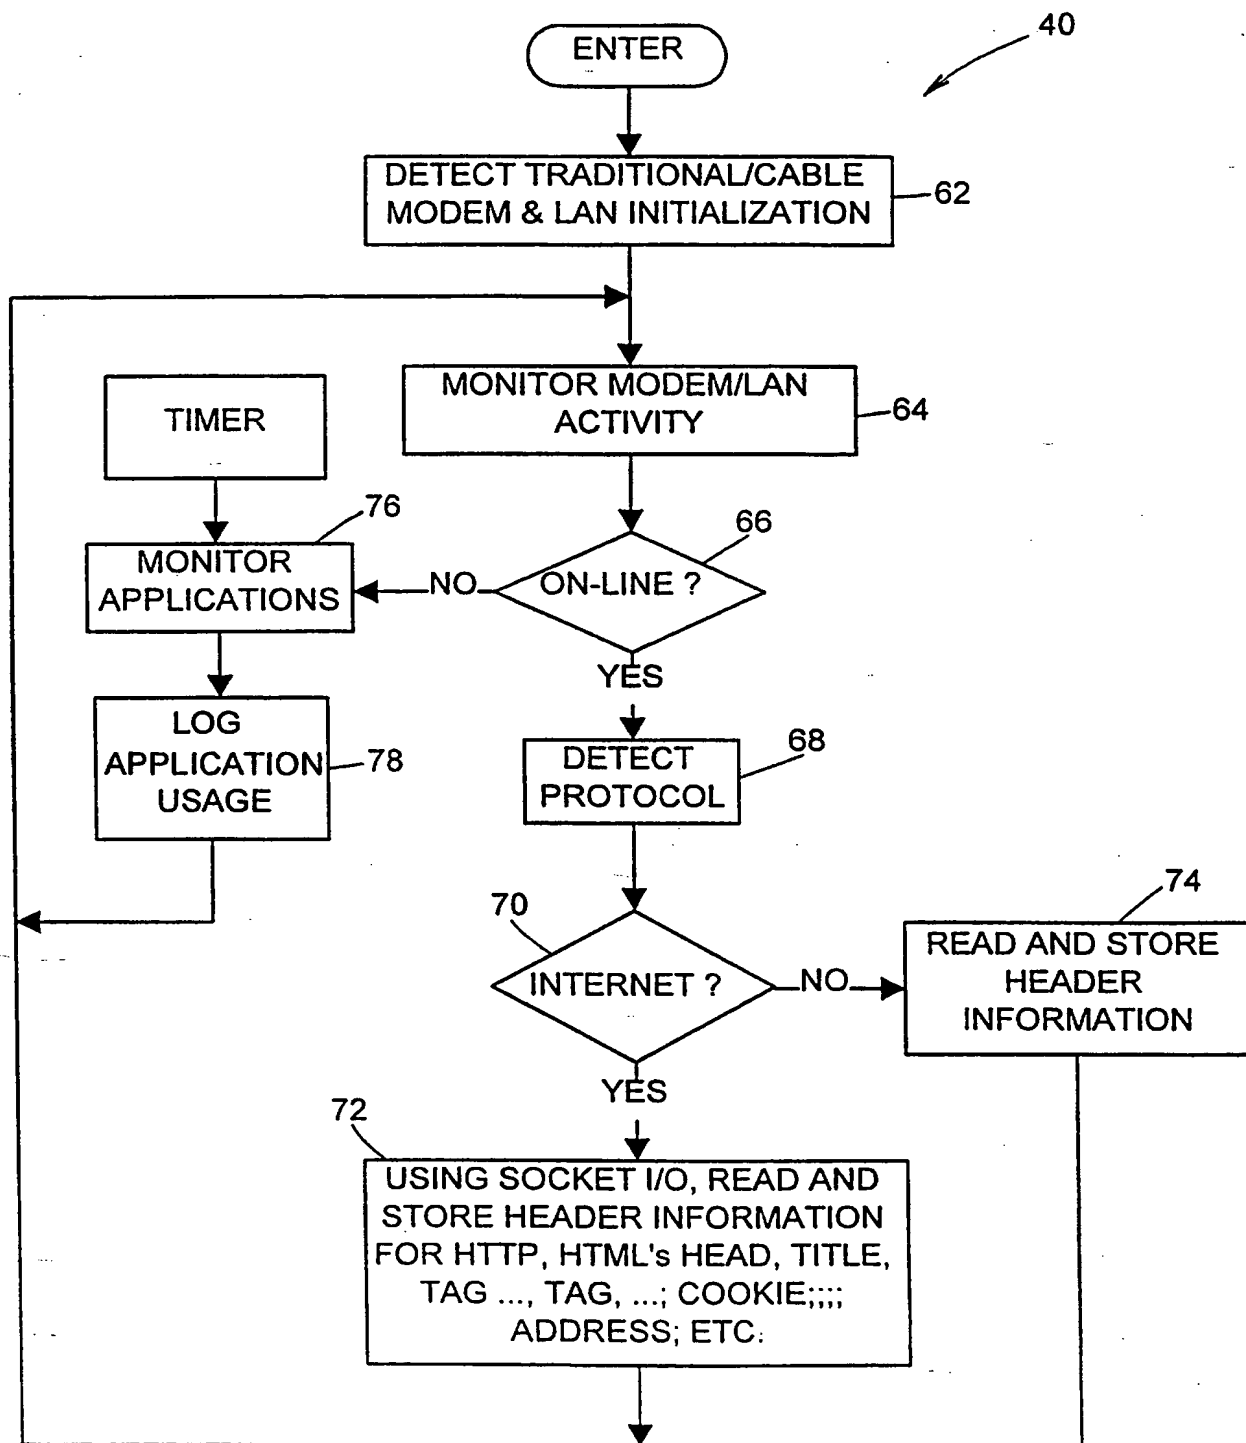 ENTER
40
DETECT TRADITIONAL/CABLE
MODEM & LAN INITIALIZATION
62
MONITOR MODEM/LAN
ACTIVITY
64
TIMER
76
MONITOR
APPLICATIONS
NO
ON-LINE ?
66
YES
LOG
APPLICATION
USAGE
78
DETECT
PROTOCOL
68
70
INTERNET ?
NO
74
READ AND STORE
HEADER
INFORMATION
YES
72
USING SOCKET I/O, READ AND
STORE HEADER INFORMATION
FOR HTTP, HTML's HEAD, TITLE,
TAG ..., TAG, ...; COOKIE;;;;
ADDRESS; ETC.